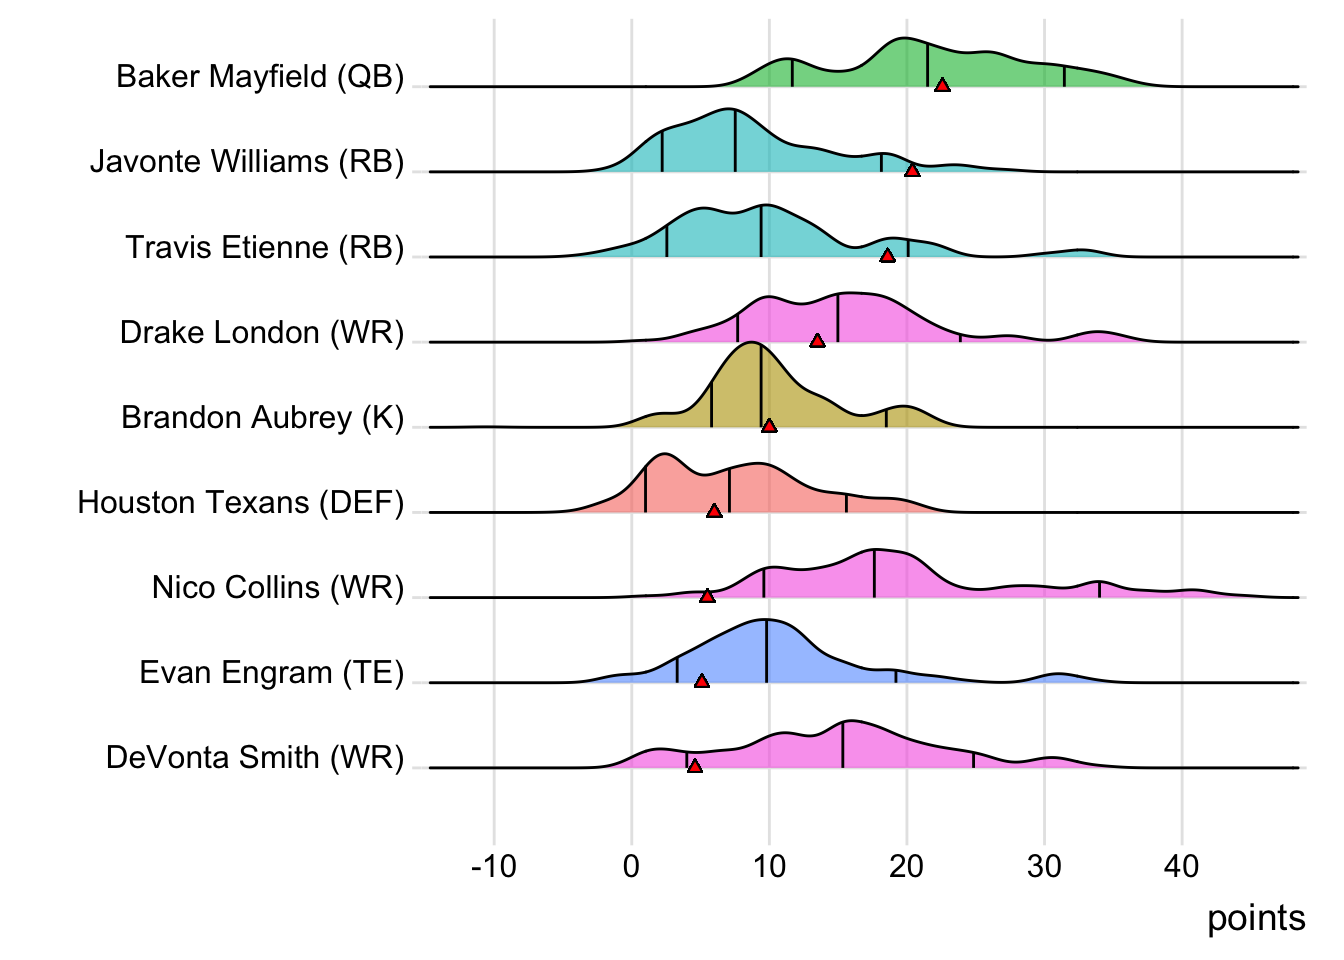 Baker Mayfield (QB)
Javonte Williams (RB)
Travis Etienne (RB)
Drake London (WR)
Brandon Aubrey (K)
Houston Texans (DEF)
Nico Collins (WR)
Evan Engram (TE)
DeVonta Smith (WR)
-10 0 10 20 30 40
points